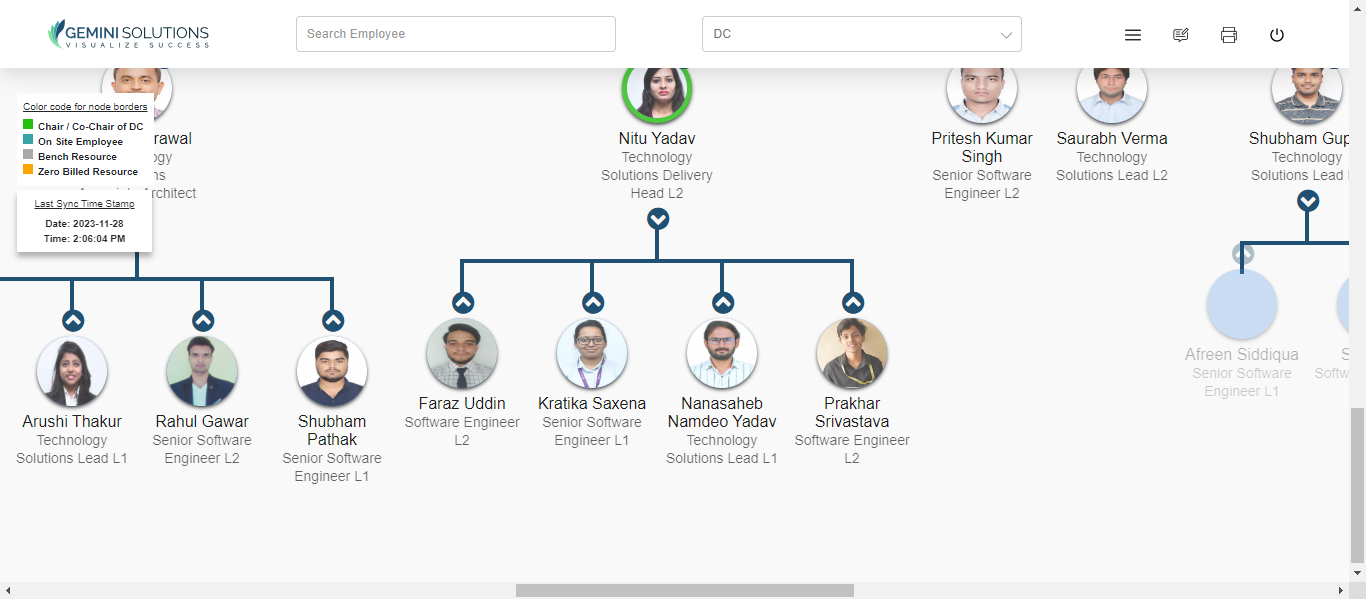 GEMINI SOLUTIONS
VISUALIZE SUCCESS
Search Employee
DC
Color code for node borders
Chair / Co-Chair of DC
On Site Employee
Bench Resource
Zero Billed Resource
Last Sync Time Stamp
Date: 2023-11-28
Time: 2:06:04 PM
Nitu Yadav
Technology
Solutions Delivery
Head L2
Pritesh Kumar
Singh
Senior Software
Engineer L2
Saurabh Verma
Technology
Solutions Lead L2
Shubham Gup
Technology
Solutions Lead
Arushi Thakur
Technology
Solutions Lead L1
Rahul Gawar
Senior Software
Engineer L2
Shubham
Pathak
Senior Software
Engineer L1
Faraz Uddin
Software Engineer
L2
Kratika Saxena
Senior Software
Engineer L1
Nanasaheb
Namdeo Yadav
Technology
Solutions Lead L1
Prakhar
Srivastava
Software Engineer
L2
Afreen Siddiqua
Senior Software
Engineer L1